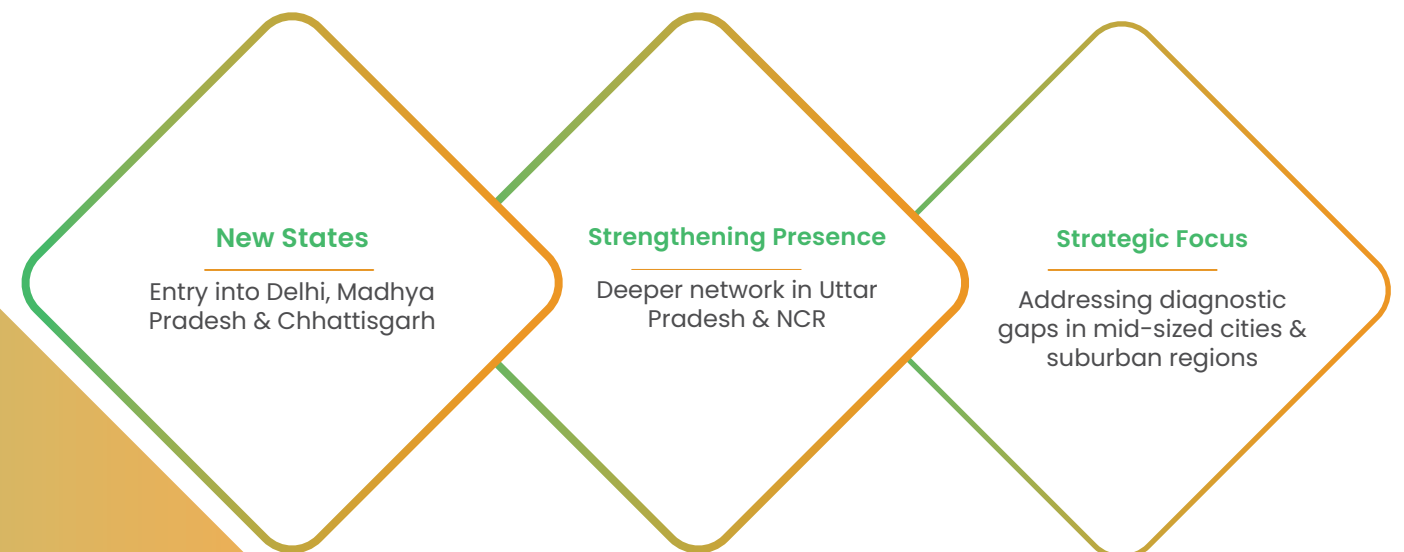 New States
Entry into Delhi, Madhya
Pradesh & Chhattisgarh
Strengthening Presence
Deeper network in Uttar
Pradesh & NCR
Strategic Focus
Addressing diagnostic
gaps in mid-sized cities &
suburban regions